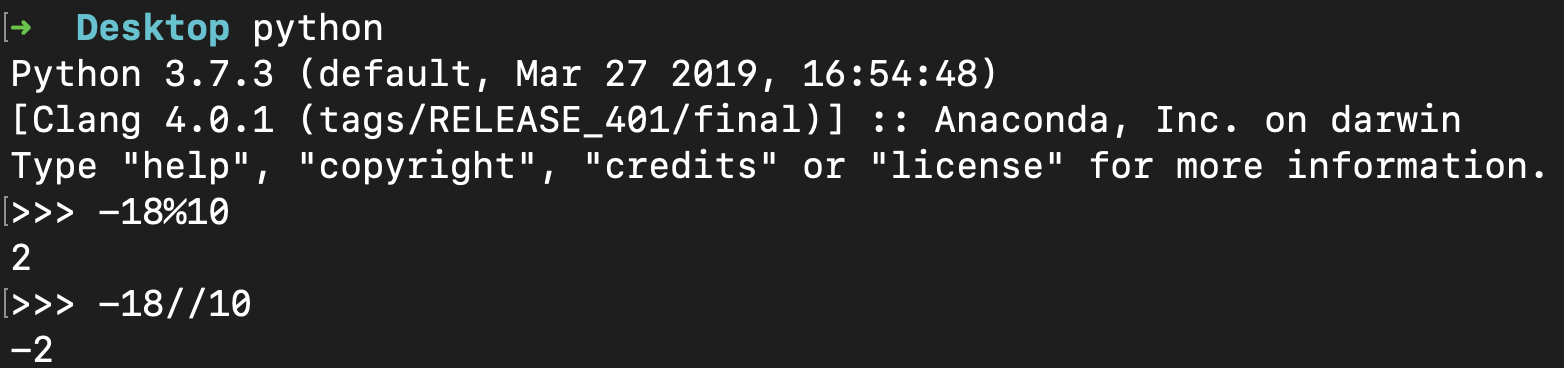 [➜  Desktop python
Python 3.7.3 (default, Mar 27 2019, 16:54:48)
[Clang 4.0.1 (tags/RELEASE_401/final)] :: Anaconda, Inc. on darwin
Type "help", "copyright", "credits" or "license" for more information.
[>>> -18%10
2
[>>> -18//10
-2